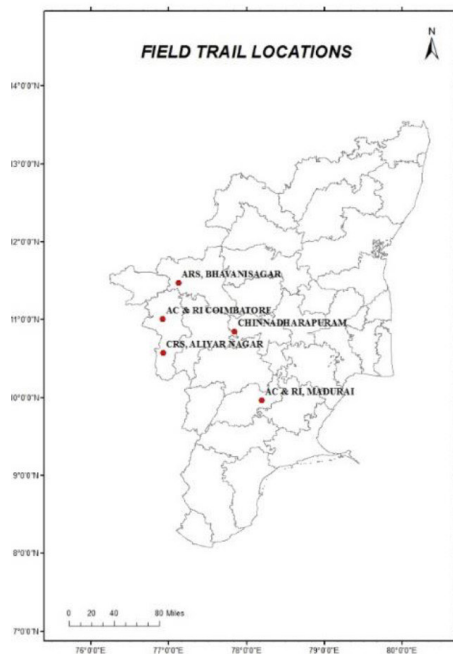 FIELD TRAIL LOCATIONS
N
14°0'0"N
13°0'0"N
12°0'0"N
ARS, BHAVANISAGAR
AC & RI COIMBATORE
11°0'0"N
CHINNADHARAPURAM
CRS, ALIYAR NAGAR
10°0'0"N
AC & RI, MADURAI
9°0'0"N
8°0'0"N
0 20 40 80 Miles
7°0'0"N
76°0'0"E 77°0'0"E 78°0'0"E 79°0'0"E 80°0'0"E